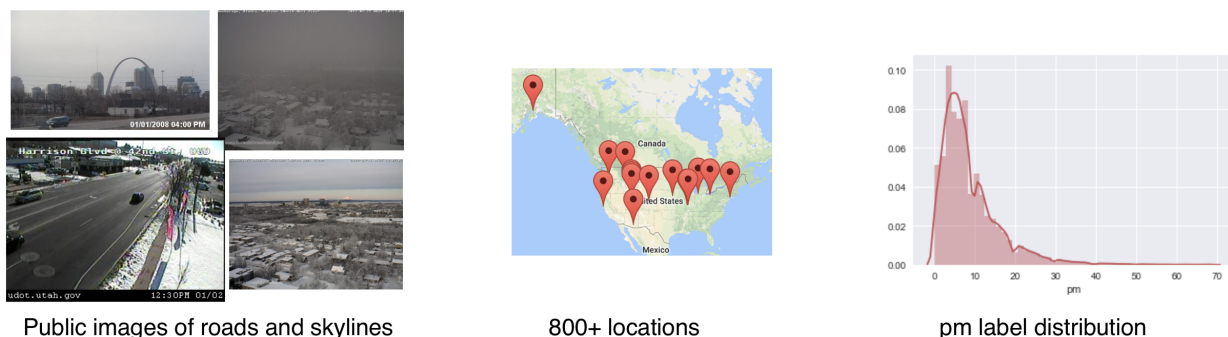 01/01/2008 04:00 PM
Harrison Blvd @ 42nd St, OGD
udot.utah.gov 12:30PM 01/02
Public images of roads and skylines
Canada
United States
Mexico
800+ locations
0.10
0.08
0.06
0.04
0.02
0.00
0 10 20 30 40 50 60 70
pm
pm label distribution